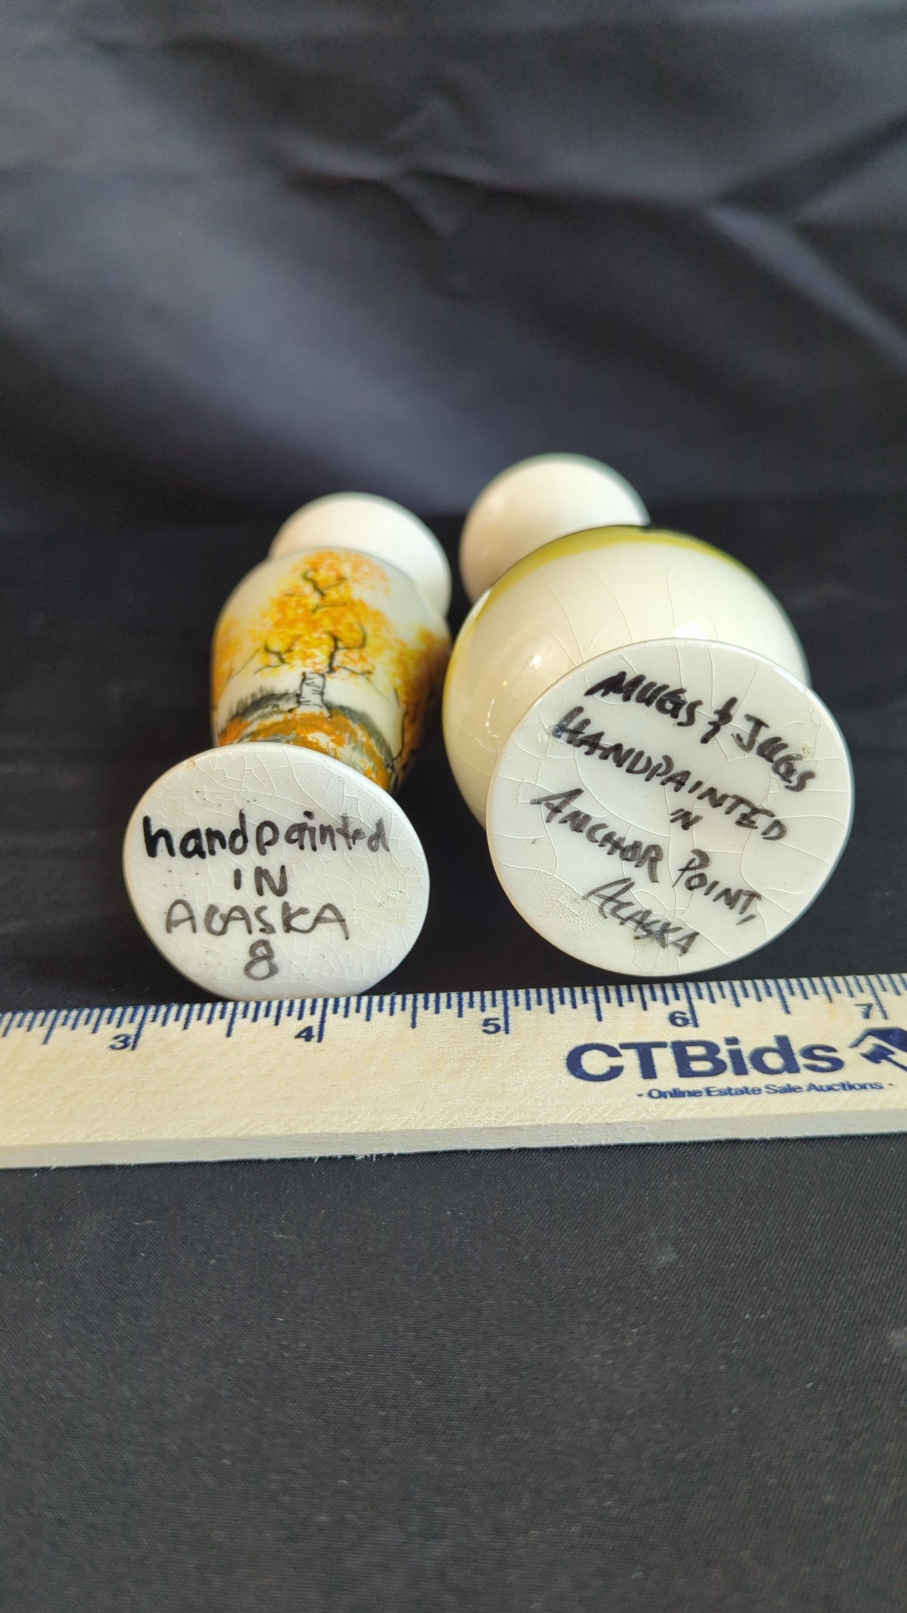 handpainted
IN
ALASKA
8
MUGS & JUGS
HANDPAINTED
IN
ANCHOR POINT,
ALASKA
3 4 5 6 7
CTBids
- Online Estate Sale Auctions -